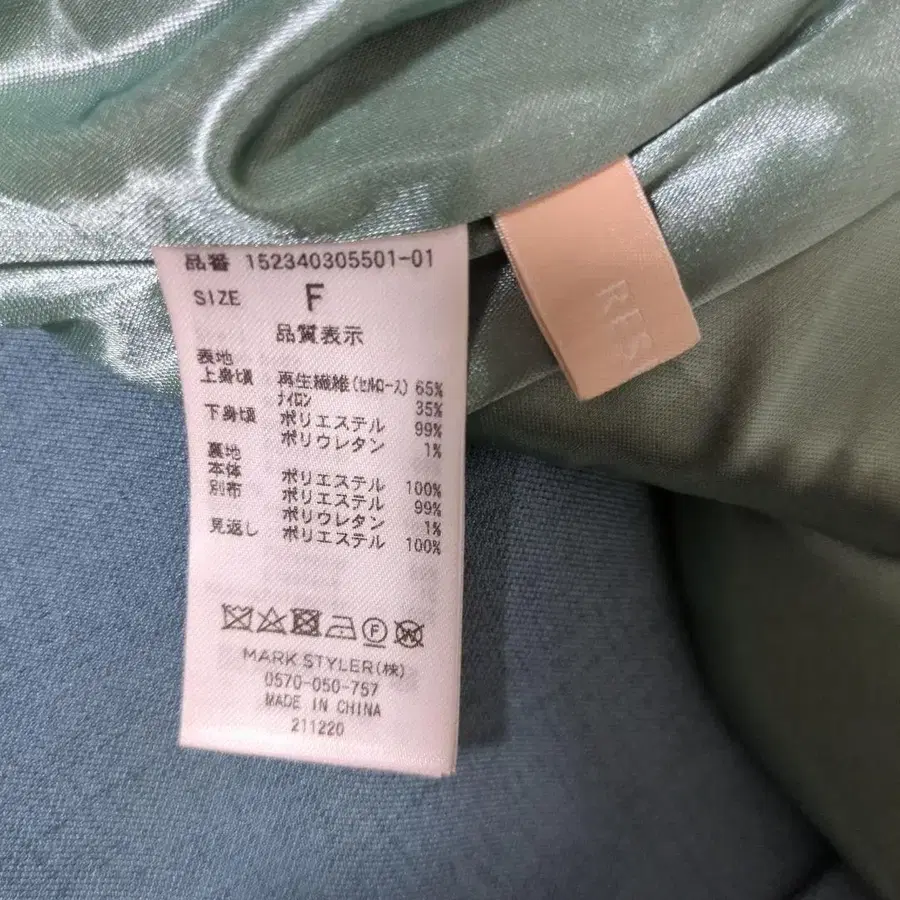 品番 152340305501-01
SIZE F
品質表示
表地
上身頃 再生繊維(セルロース) 65%
ナイロン 35%
下身頃 ポリエステル 99%
ポリウレタン 1%
裏地
本体 ポリエステル 100%
別布 ポリエステル 99%
ポリウレタン 1%
見返し ポリエステル 100%
F W
MARK STYLER(株)
0570-050-757
MADE IN CHINA
211220